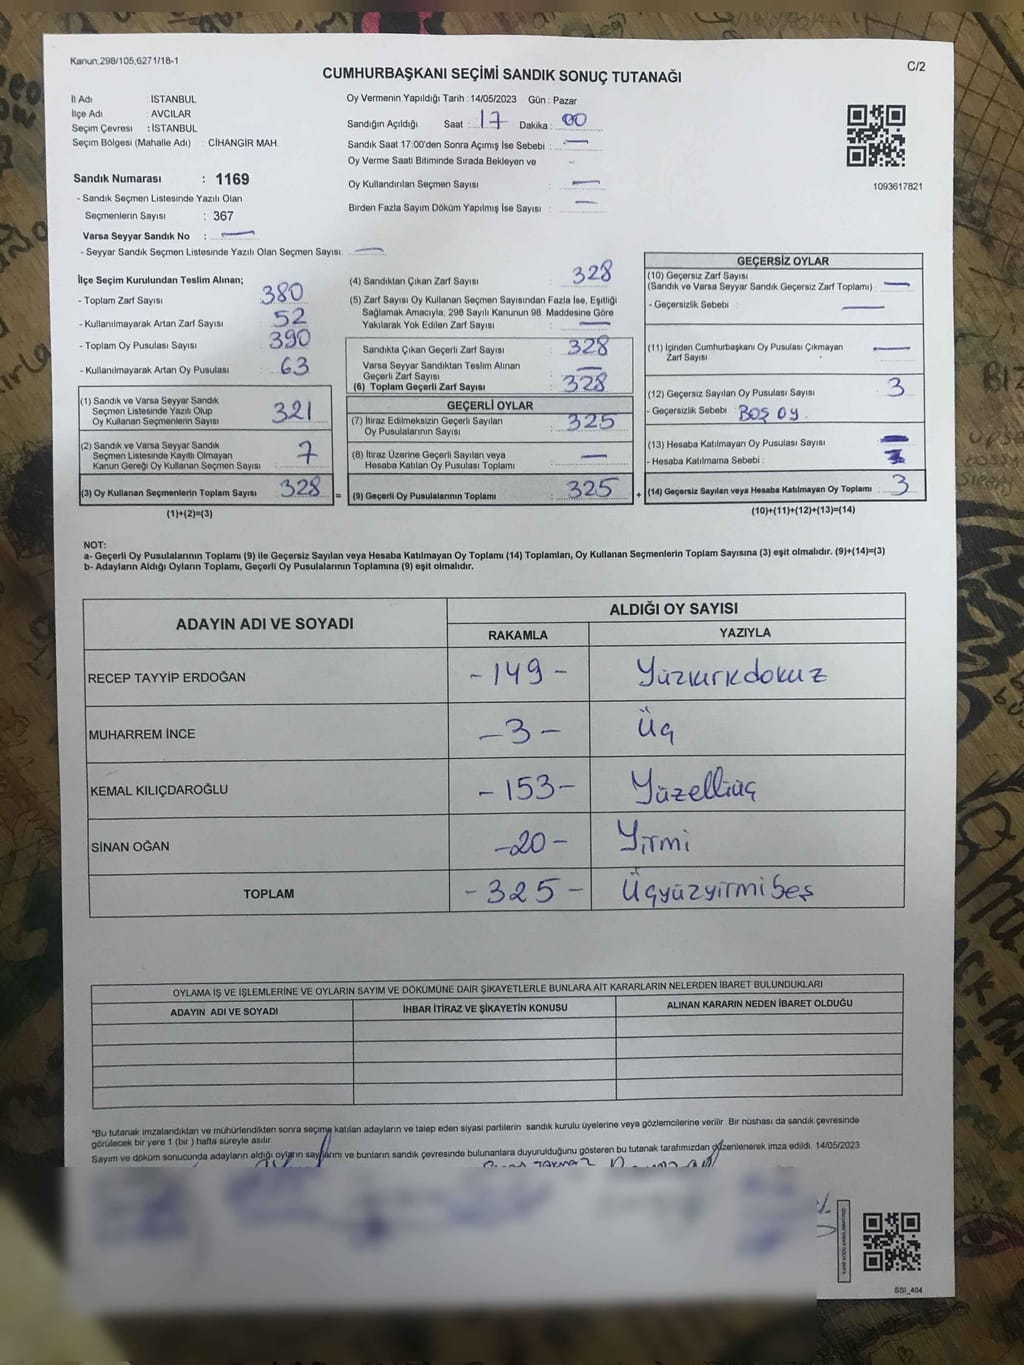 Kanun.298/105,6271/18-1
C/2
CUMHURBAŞKANI SEÇİMİ SANDIK SONUÇ TUTANAĞI
İl Adı : İSTANBUL
İlçe Adı : AVCILAR
Seçim Çevresi : İSTANBUL
Seçim Bölgesi (Mahalle Adı) : CİHANGİR MAH.
Sandık Numarası : 1169
- Sandık Seçmen Listesinde Yazılı Olan
Seçmenlerin Sayısı : 367
Varsa Seyyar Sandık No :
- Seyyar Sandık Seçmen Listesinde Yazılı Olan Seçmen Sayısı:
Oy Vermenin Yapıldığı Tarih : 14/05/2023 Gün : Pazar
Sandığın Açıldığı Saat : 17 Dakika : 00
Sandık Saat 17:00'den Sonra Açımış İse Sebebi :
Oy Verme Saati Bitiminde Sırada Bekleyen ve
Oy Kullandırılan Seçmen Sayısı :
Birden Fazla Sayım Döküm Yapılmış İse Sayısı :
1093617821
İlçe Seçim Kurulundan Teslim Alınan;
- Toplam Zarf Sayısı : 380
- Kullanılmayarak Artan Zarf Sayısı : 52
- Toplam Oy Pusulası Sayısı : 390
- Kullanılmayarak Artan Oy Pusulası : 63
(1) Sandık ve Varsa Seyyar Sandık
Seçmen Listesinde Yazılı Olup
Oy Kullanan Seçmenlerin Sayısı : 321
(2) Sandık ve Varsa Seyyar Sandık
Seçmen Listesinde Kayıtlı Olmayan
Kanun Gereği Oy Kullanan Seçmen Sayısı : 7
(3) Oy Kullanan Seçmenlerin Toplam Sayısı : 328
(1)+(2)=(3)
(4) Sandıktan Çıkan Zarf Sayısı : 328
(5) Zarf Sayısı Oy Kullanan Seçmen Sayısından Fazla İse, Eşitliği
Sağlamak Amacıyla; 298 Sayılı Kanunun 98. Maddesine Göre
Yakılarak Yok Edilen Zarf Sayısı :
Sandıkta Çıkan Geçerli Zarf Sayısı : 328
Varsa Seyyar Sandıktan Teslim Alınan
Geçerli Zarf Sayısı
(6) Toplam Geçerli Zarf Sayısı : 328
GEÇERLİ OYLAR
(7) İtiraz Edilmeksizin Geçerli Sayılan
Oy Pusulalarının Sayısı : 325
(8) İtiraz Üzerine Geçerli Sayılan veya
Hesaba Katılan Oy Pusulası Toplamı :
= (9) Geçerli Oy Pusulalarının Toplamı : 325
GEÇERSİZ OYLAR
(10) Geçersiz Zarf Sayısı
(Sandık ve Varsa Seyyar Sandık Geçersiz Zarf Toplamı) :
- Geçersizlik Sebebi :
(11) İçinden Cumhurbaşkanı Oy Pusulası Çıkmayan
Zarf Sayısı
(12) Geçersiz Sayılan Oy Pusulası Sayısı : 3
- Geçersizlik Sebebi : BOŞ OY
(13) Hesaba Katılmayan Oy Pusulası Sayısı :
- Hesaba Katılmama Sebebi :
+ (14) Geçersiz Sayılan veya Hesaba Katılmayan Oy Toplamı : 3
(10)+(11)+(12)+(13)=(14)
NOT:
a- Geçerli Oy Pusulalarının Toplamı (9) ile Geçersiz Sayılan veya Hesaba Katılmayan Oy Toplamı (14) Toplamları, Oy Kullanan Seçmenlerin Toplam Sayısına (3) eşit olmalıdır. (9)+(14)=(3)
b- Adayların Aldığı Oyların Toplamı, Geçerli Oy Pusulalarının Toplamına (9) eşit olmalıdır.
ADAYIN ADI VE SOYADI
ALDIĞI OY SAYISI
RAKAMLA YAZIYLA
RECEP TAYYİP ERDOĞAN - 149 - Yüzkırkdokuz
MUHARREM İNCE - 3 - Üç
KEMAL KILIÇDAROĞLU - 153 - Yüzelliüç
SİNAN OĞAN - 20 - Yirmi
TOPLAM - 325 - Üçyüzyirmibeş
OYLAMA İŞ VE İŞLEMLERİNE VE OYLARIN SAYIM VE DÖKÜMÜNE DAİR ŞİKAYETLERLE BUNLARA AİT KARARLARIN NELERDEN İBARET BULUNDUKLARI
ADAYIN ADI VE SOYADI İHBAR İTİRAZ VE ŞİKAYETİN KONUSU ALINAN KARARIN NEDEN İBARET OLDUĞU
*Bu tutanak imzalandıktan ve mühürlendikten sonra seçime katılan adayların ve talep eden siyasi partilerin sandık kurulu üyelerine veya gözlemcilerine verilir. Bir nüshası da sandık çevresinde
görülecek bir yere 1 (bir ) hafta süreyle asılır.
Sayım ve döküm sonucunda adayların aldığı oyların sayılarını ve bunların sandık çevresinde bulunanlara duyurulduğunu gösteren bu tutanak tarafımızdan düzenlenerek imza edildi. 14/05/2023
SSİ_404